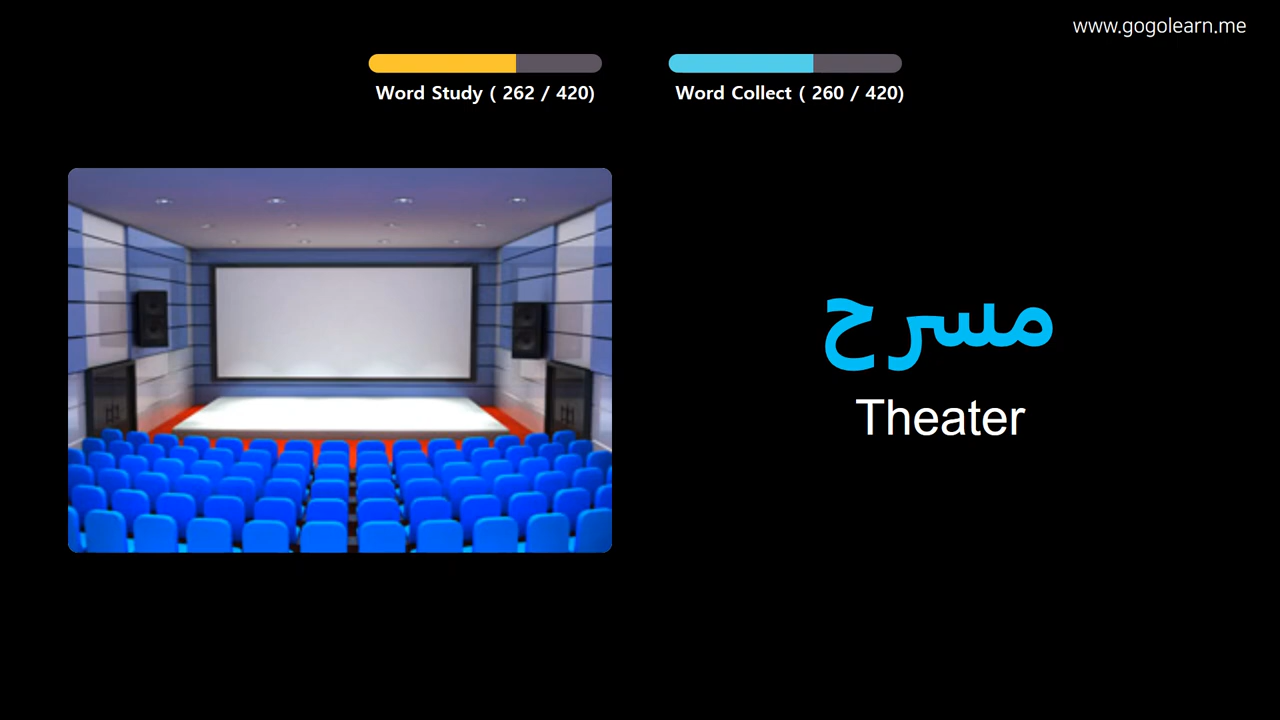 www.gogolearn.me
Word Study ( 262 / 420)
Word Collect ( 260 / 420)
مسرح
Theater